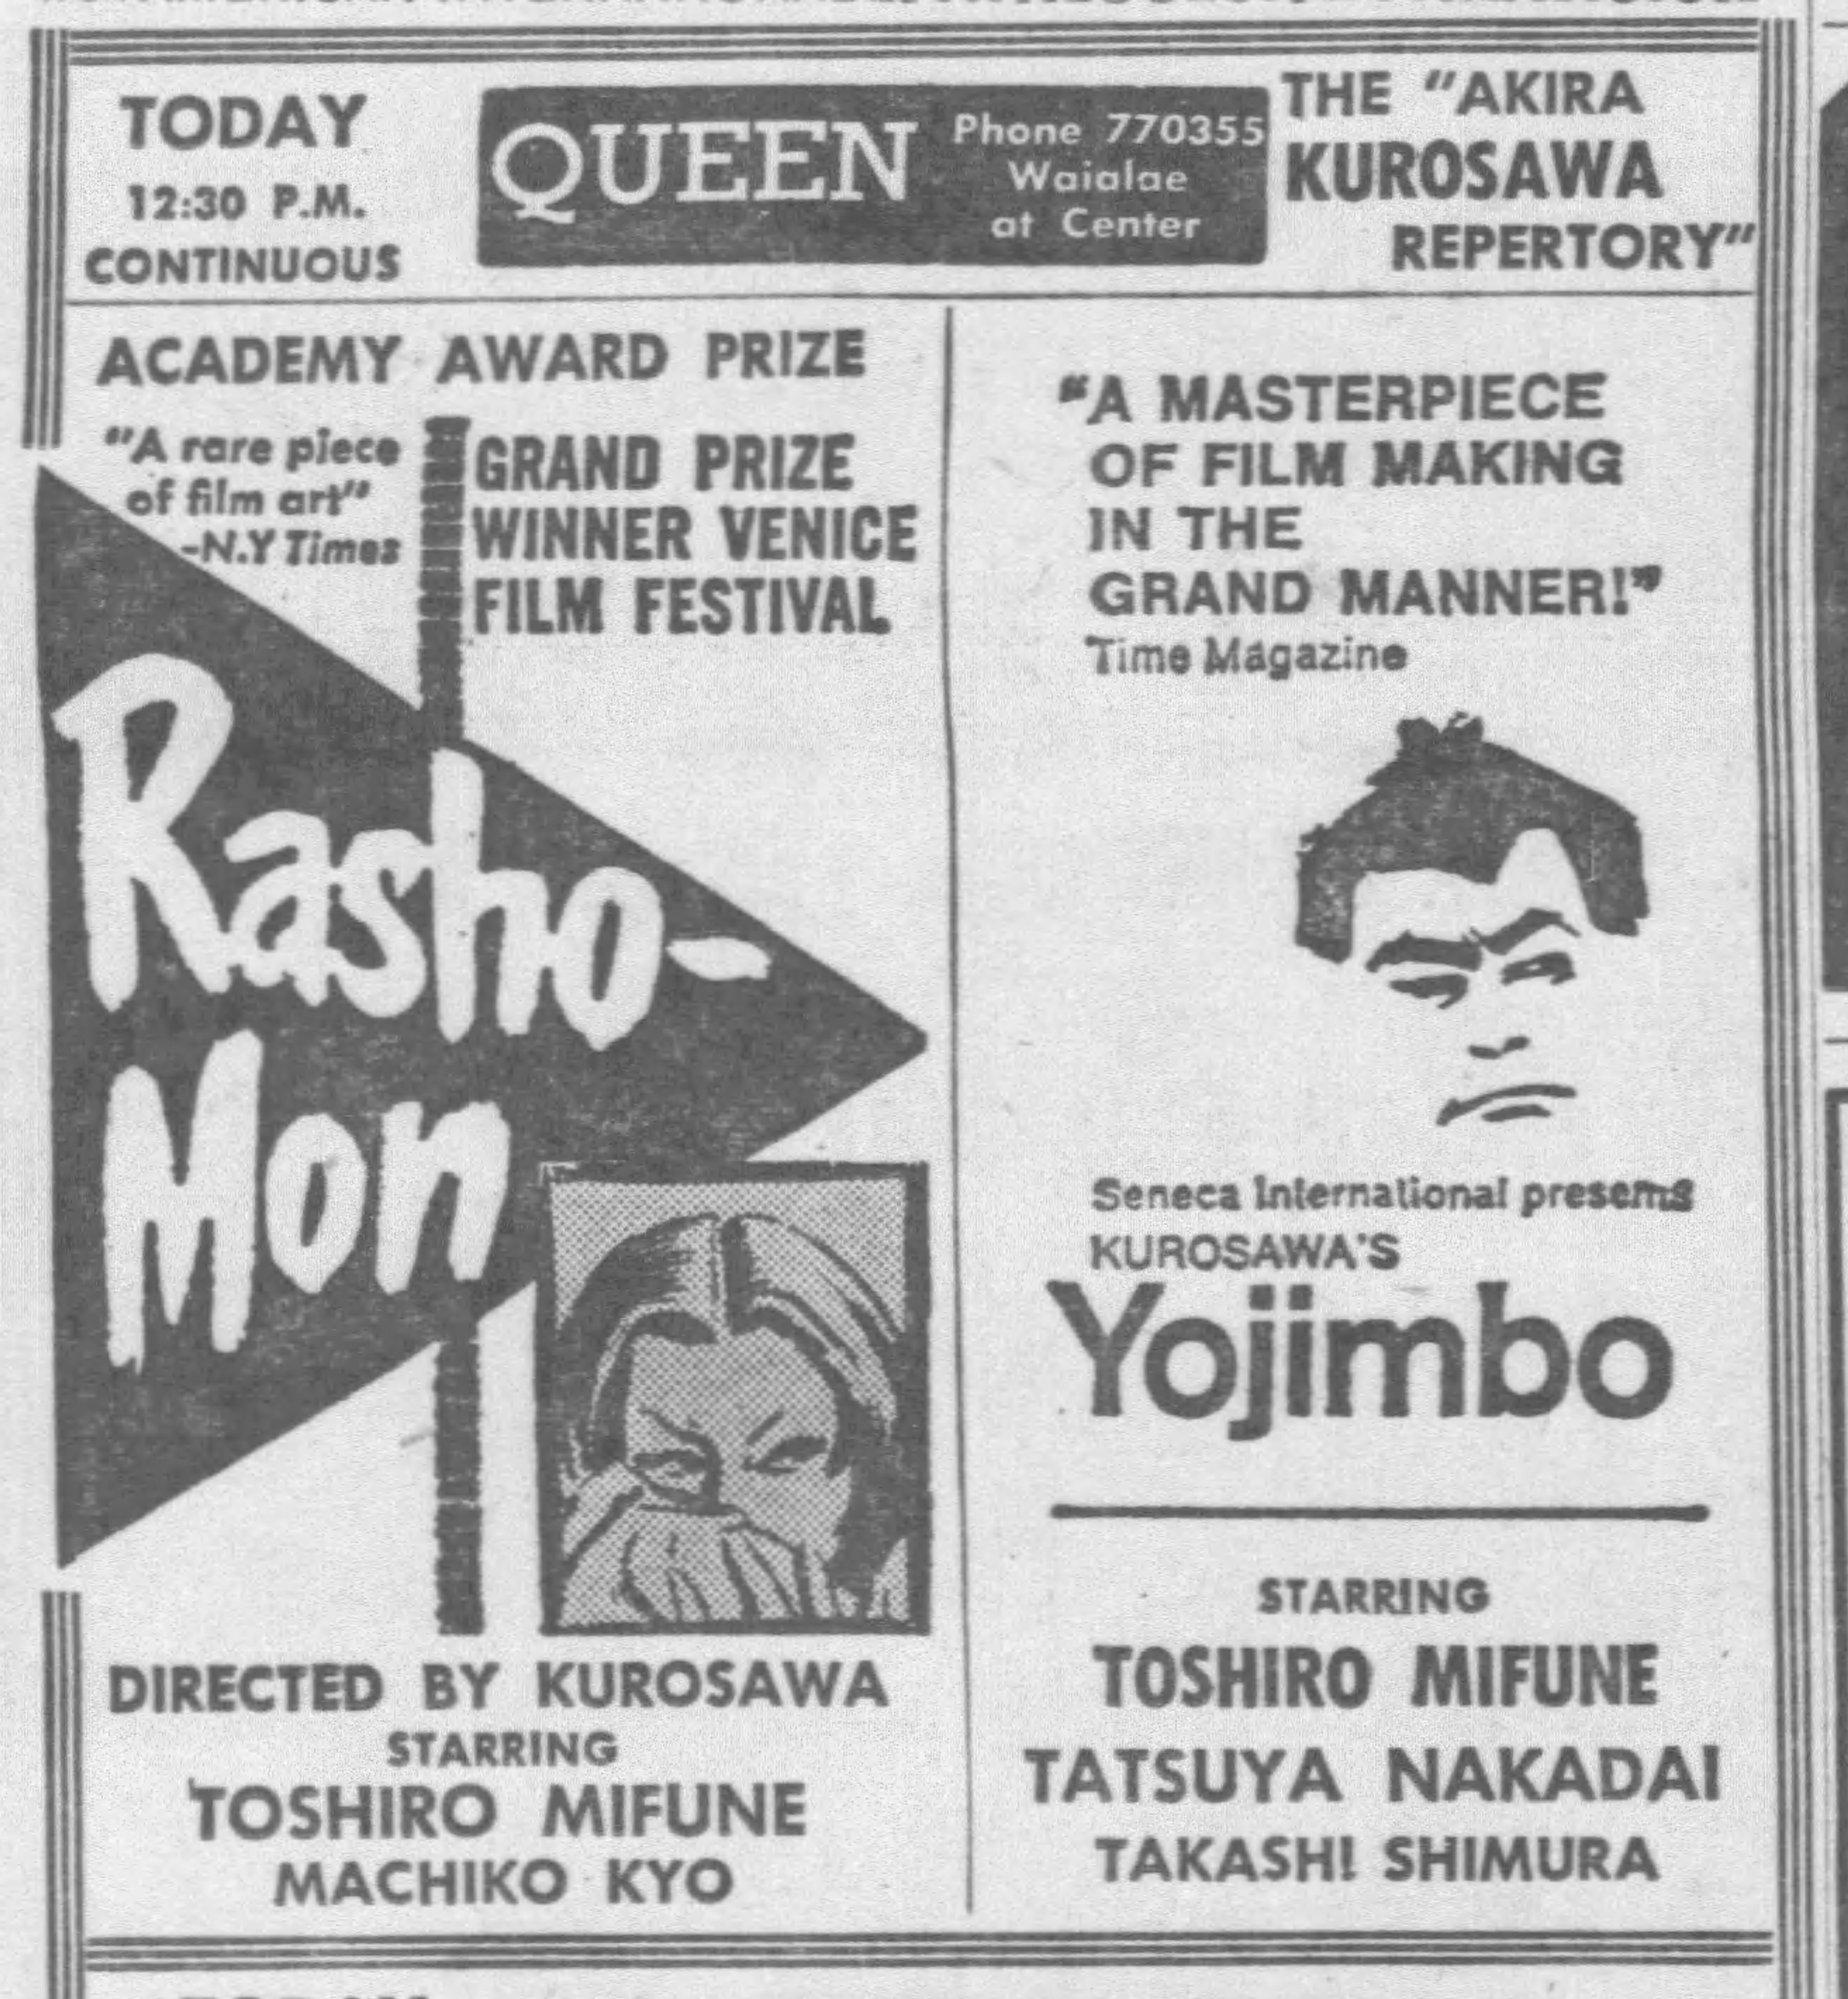 TODAY
12:30 P.M.
CONTINUOUS
QUEEN
Phone 770355
Waialae
at Center
THE "AKIRA
KUROSAWA
REPERTORY"
ACADEMY AWARD PRIZE
"A rare piece
of film art"
-N.Y Times
GRAND PRIZE
WINNER VENICE
FILM FESTIVAL
Rasho-
Mon
DIRECTED BY KUROSAWA
STARRING
TOSHIRO MIFUNE
MACHIKO KYO
"A MASTERPIECE
OF FILM MAKING
IN THE
GRAND MANNER!"
Time Magazine
Seneca International presents
KUROSAWA'S
Yojimbo
STARRING
TOSHIRO MIFUNE
TATSUYA NAKADAI
TAKASHI SHIMURA